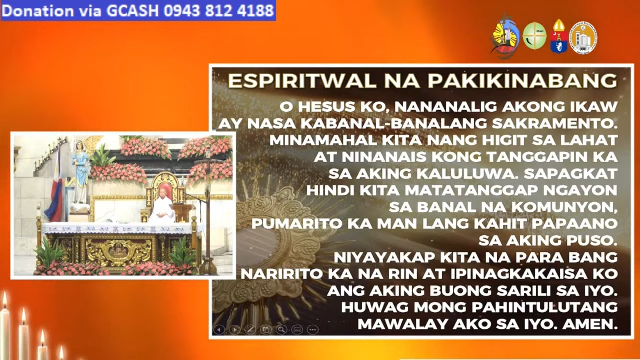 Donation via GCASH 0943 812 4188
ESPIRITWAL NA PAKIKINABANG
O HESUS KO, NANANALIG AKONG IKAW
AY NASA KABANAL-BANALANG SAKRAMENTO.
MINAMAHAL KITA NANG HIGIT SA LAHAT
AT NINANAIS KONG TANGGAPIN KA
SA AKING KALULUWA. SAPAGKAT
HINDI KITA MATATANGGAP NGAYON
SA BANAL NA KOMUNYON,
PUMARITO KA MAN LANG KAHIT PAPAANO
SA AKING PUSO.
NIYAYAKAP KITA NA PARA BANG
NARIRITO KA NA RIN AT IPINAGKAKAISA KO
ANG AKING BUONG SARILI SA IYO.
HUWAG MONG PAHINTULUTANG
MAWALAY AKO SA IYO. AMEN.